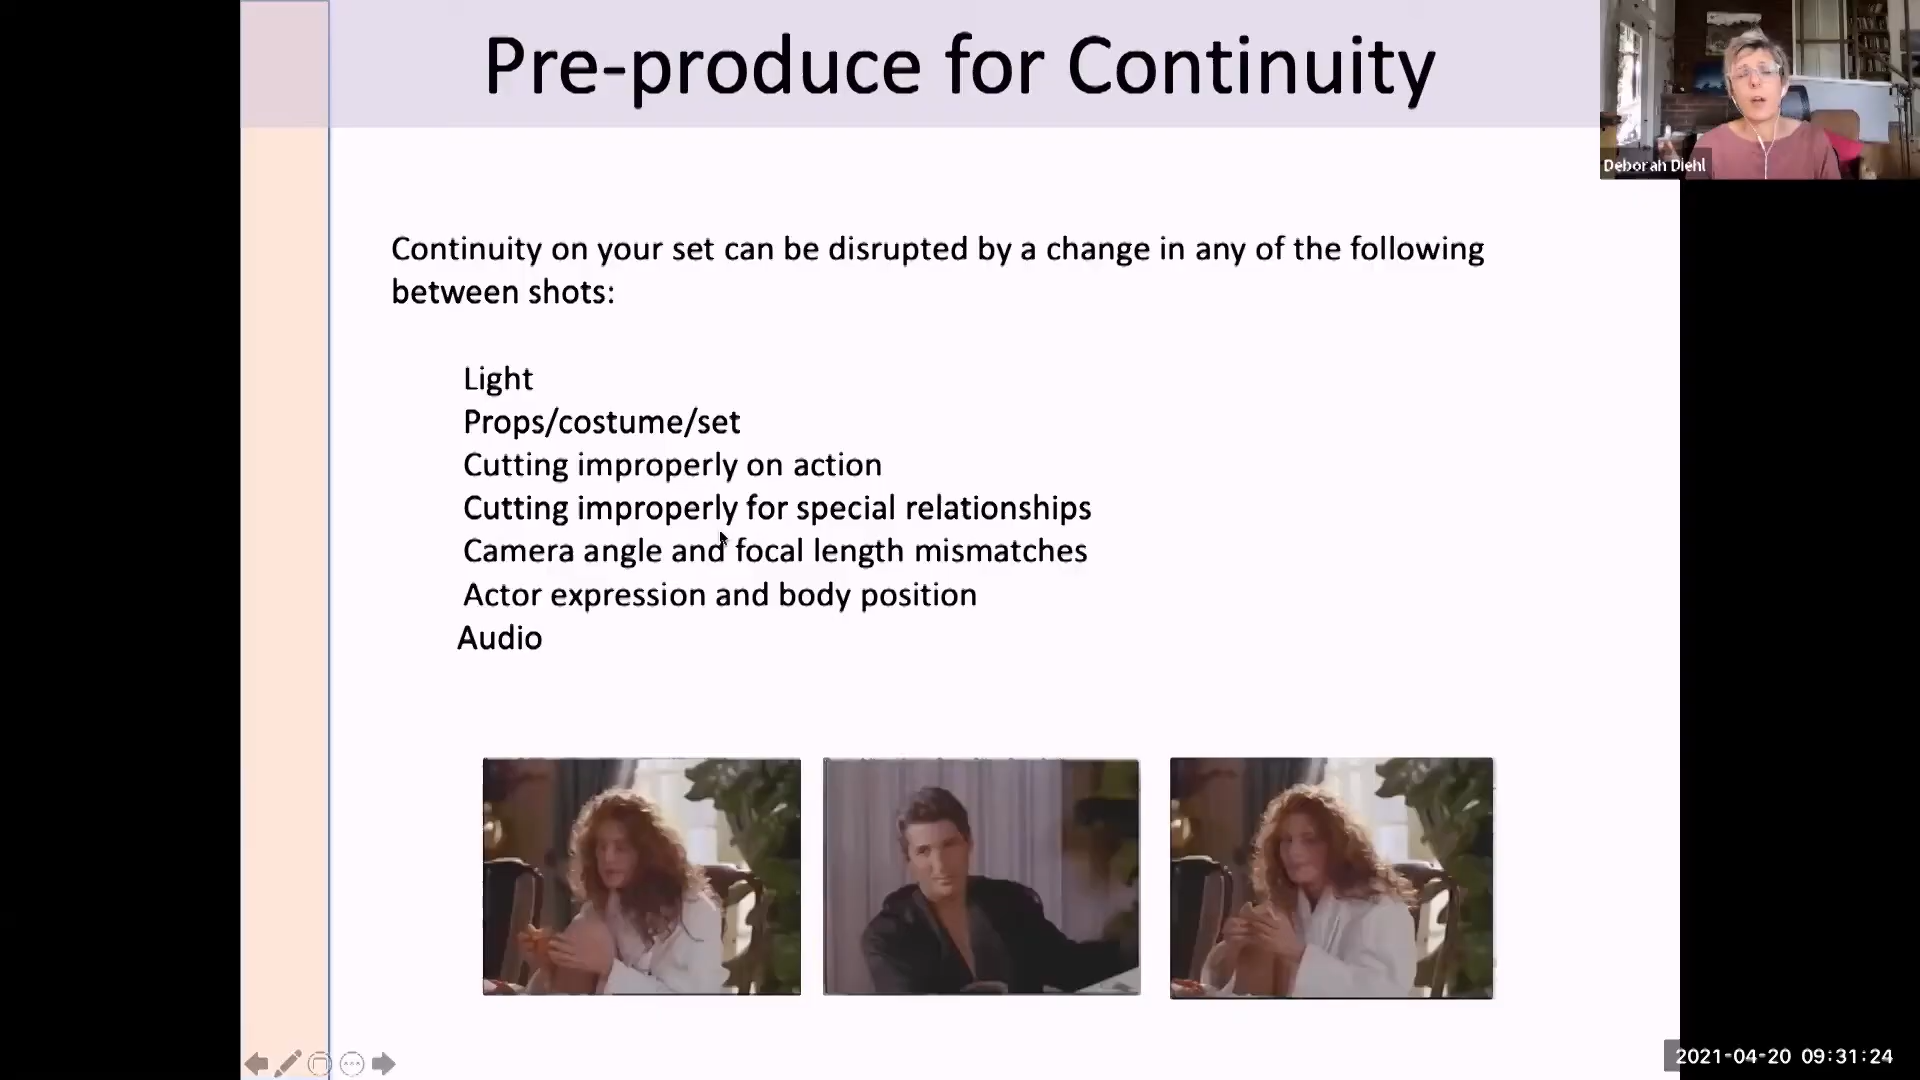 Pre-produce for Continuity
Deborah Diehl
Continuity on your set can be disrupted by a change in any of the following
between shots:
Light
Props/costume/set
Cutting improperly on action
Cutting improperly for special relationships
Camera angle and focal length mismatches
Actor expression and body position
Audio
2021-04-20 09:31:24